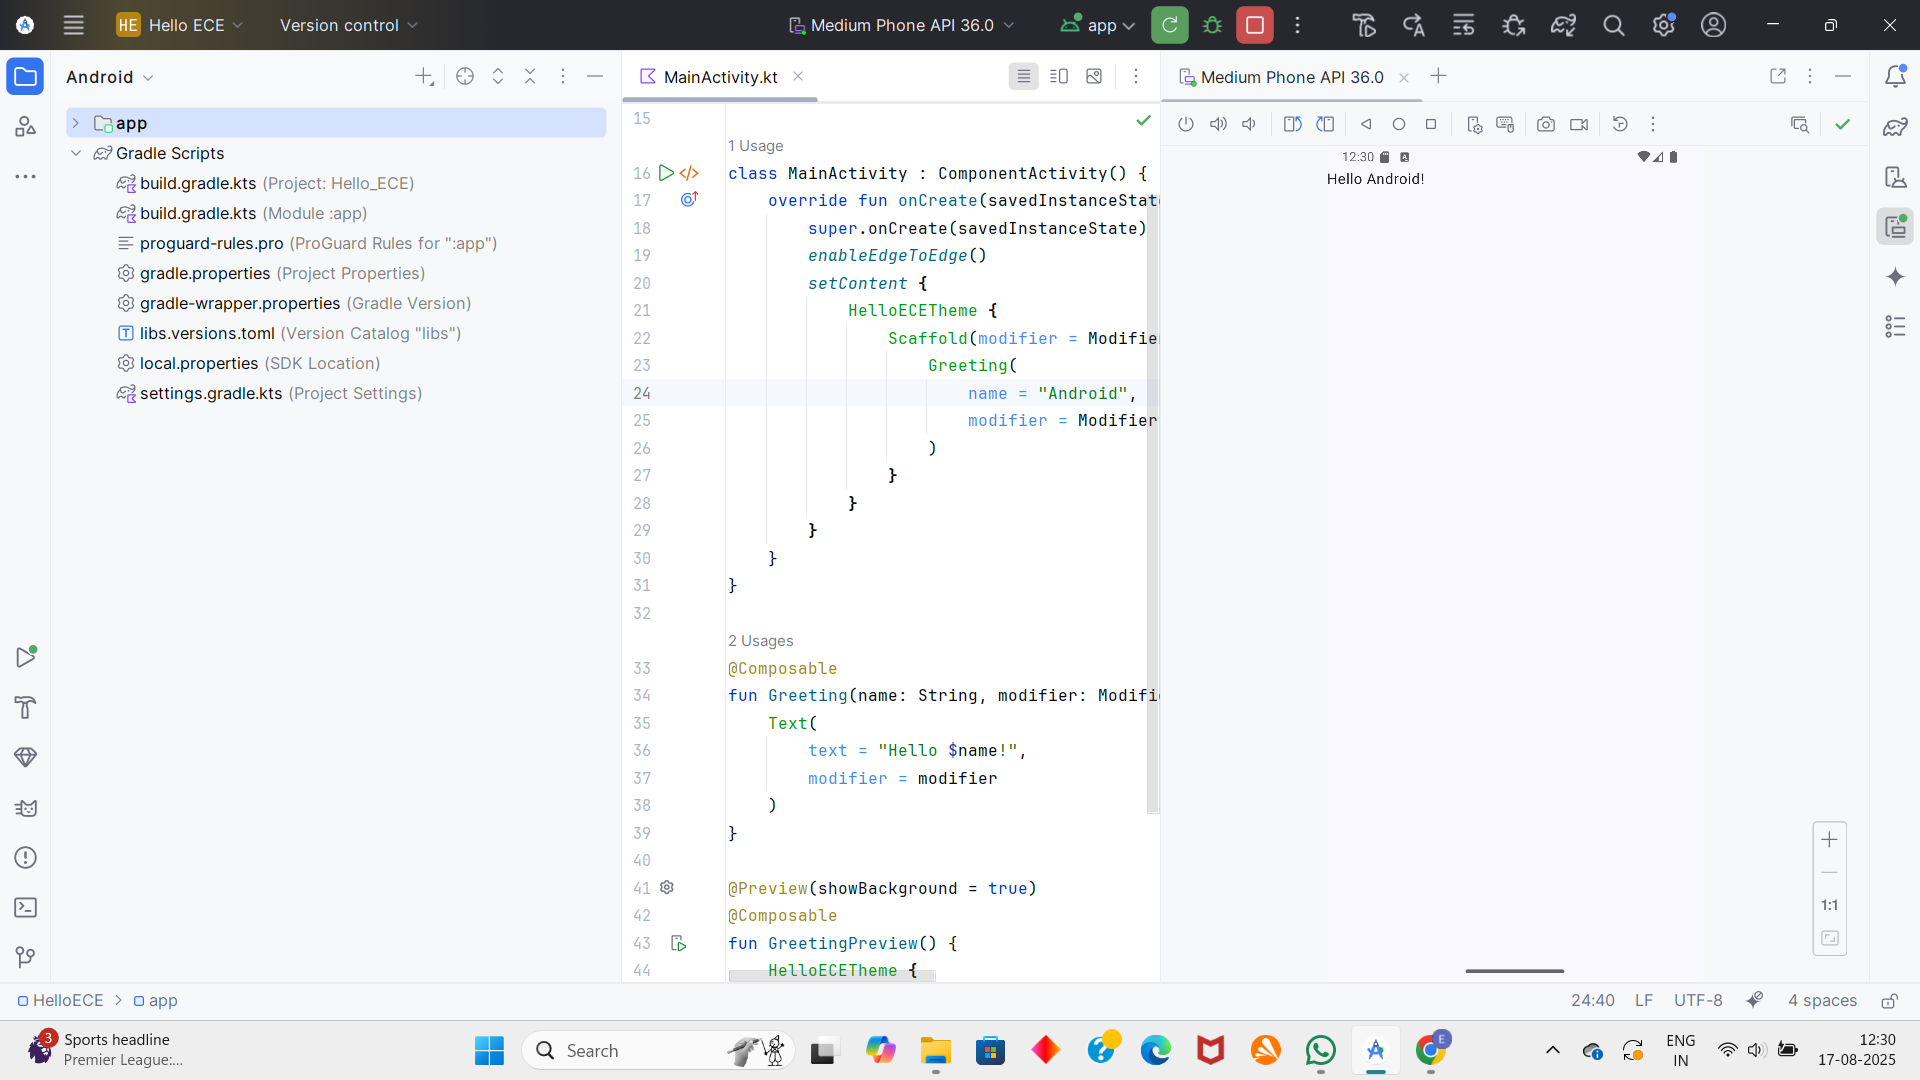 HE Hello ECE
Version control
Medium Phone API 36.0
app
Android
app
Gradle Scripts
build.gradle.kts (Project: Hello_ECE)
build.gradle.kts (Module :app)
proguard-rules.pro (ProGuard Rules for ":app")
gradle.properties (Project Properties)
gradle-wrapper.properties (Gradle Version)
libs.versions.toml (Version Catalog "libs")
local.properties (SDK Location)
settings.gradle.kts (Project Settings)
MainActivity.kt
15
1 Usage
16 class MainActivity : ComponentActivity() {
17 override fun onCreate(savedInstanceState
18 super.onCreate(savedInstanceState)
19 enableEdgeToEdge()
20 setContent {
21 HelloECETheme {
22 Scaffold(modifier = Modifier
23 Greeting(
24 name = "Android",
25 modifier = Modifier
26 )
27 }
28 }
29 }
30 }
31 }
32
2 Usages
33 @Composable
34 fun Greeting(name: String, modifier: Modifi
35 Text(
36 text = "Hello $name!",
37 modifier = modifier
38 )
39 }
40
41 @Preview(showBackground = true)
42 @Composable
43 fun GreetingPreview() {
44 HelloECETheme {
Medium Phone API 36.0
12:30
Hello Android!
1:1
HelloECE > app
24:40 LF UTF-8 4 spaces
3
Sports headline
Premier League:...
Search
E
ENG
IN
12:30
17-08-2025